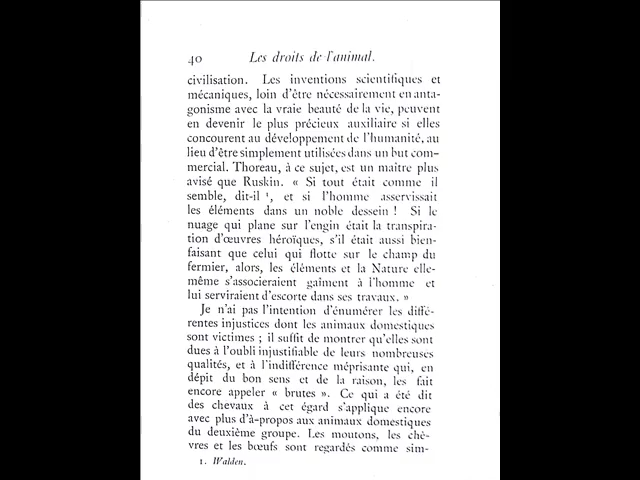 40 Les droits de l'animal.
civilisation. Les inventions scientifiques et
mécaniques, loin d'être nécessairement en anta-
gonisme avec la vraie beauté de la vie, peuvent
en devenir le plus précieux auxiliaire si elles
concourent au développement de l'humanité, au
lieu d'être simplement utilisées dans un but com-
mercial. Thoreau, à ce sujet, est un maître plus
avisé que Ruskin. « Si tout était comme il
semble, dit-il ¹, et si l'homme asservissait
les éléments dans un noble dessein ! Si le
nuage qui plane sur l'engin était la transpira-
tion d'œuvres héroïques, s'il était aussi bien-
faisant que celui qui flotte sur le champ du
fermier, alors, les éléments et la Nature elle-
même s'associeraient gaîment à l'homme et
lui serviraient d'escorte dans ses travaux. »
Je n'ai pas l'intention d'énumérer les diffé-
rentes injustices dont les animaux domestiques
sont victimes ; il suffit de montrer qu'elles sont
dues à l'oubli injustifiable de leurs nombreuses
qualités, et à l'indifférence méprisante qui, en
dépit du bon sens et de la raison, les fait
encore appeler « brutes ». Ce qui a été dit
des chevaux à cet égard s'applique encore
avec plus d'à-propos aux animaux domestiques
du deuxième groupe. Les moutons, les chè-
vres et les bœufs sont regardés comme sim-
1. Walden.